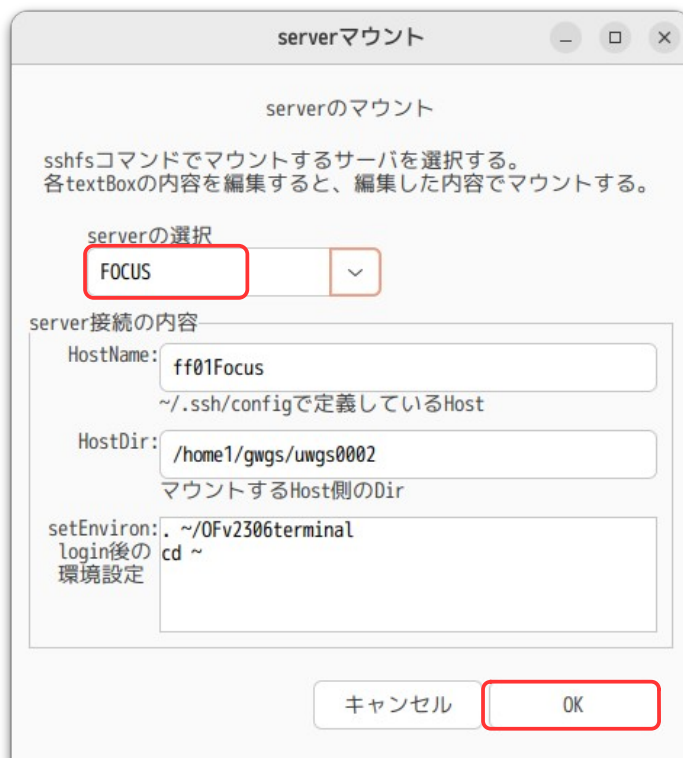 serverマウント
serverのマウント
sshfsコマンドでマウントするサーバを選択する。
各textBoxの内容を編集すると、編集した内容でマウントする。
serverの選択
FOCUS
server接続の内容
HostName:
ff01Focus
~/.ssh/configで定義しているHost
HostDir:
/home1/gwgs/uwgs0002
マウントするHost側のDir
setEnviron:
login後の
環境設定
. ~/OFv2306terminal
cd ~
キャンセル
OK